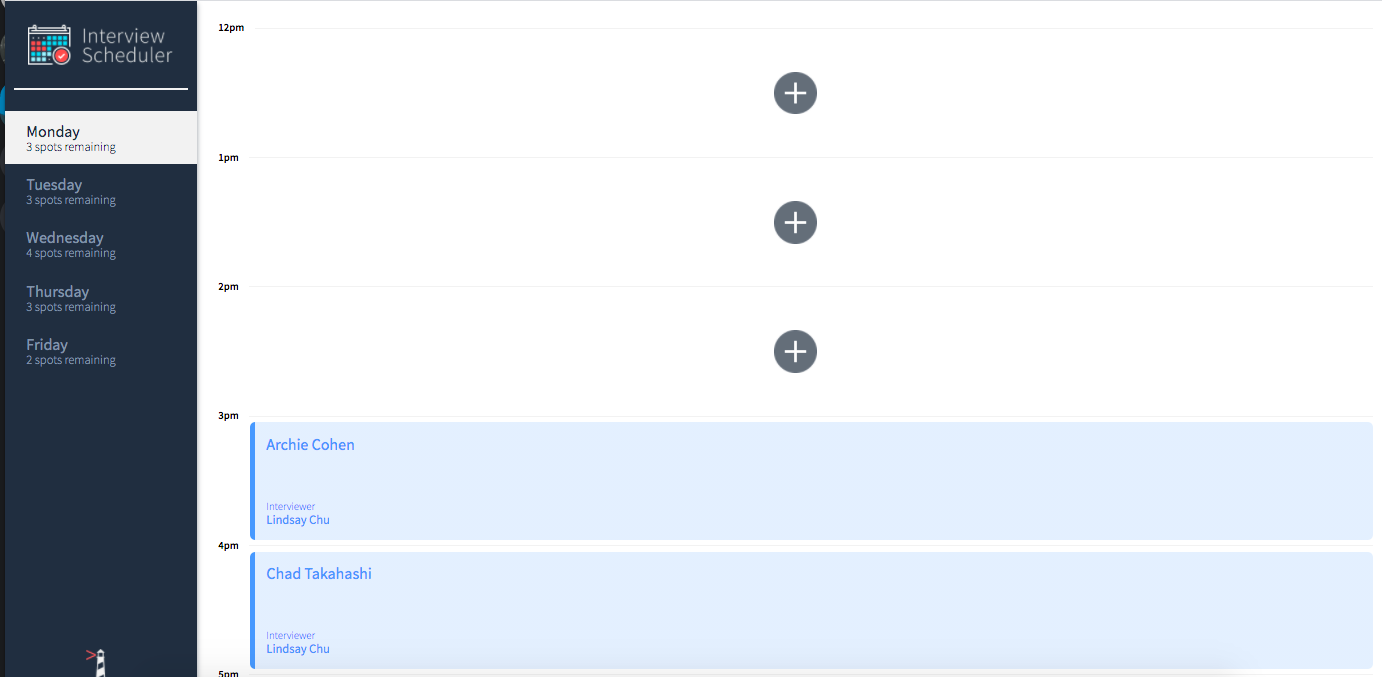 Interview
Scheduler
Monday
3 spots remaining
Tuesday
3 spots remaining
Wednesday
4 spots remaining
Thursday
3 spots remaining
Friday
2 spots remaining
12pm
1pm
2pm
3pm
Archie Cohen
Interviewer
Lindsay Chu
4pm
Chad Takahashi
Interviewer
Lindsay Chu
5pm